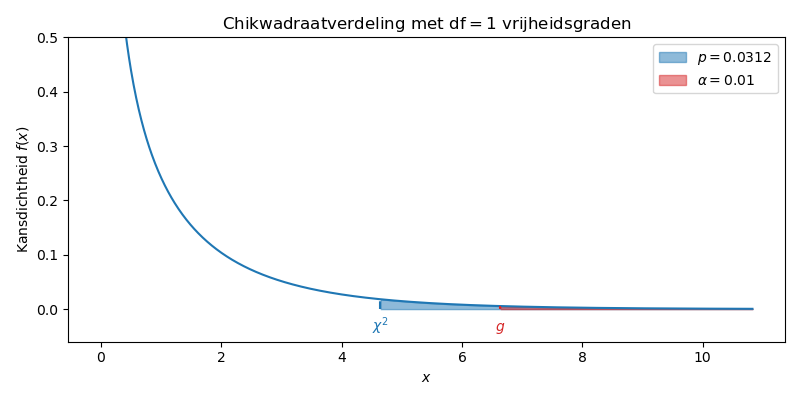 Chikwadraatverdeling met df = 1 vrijheidsgraden
Kansdichtheid f(x)
0.5
0.4
0.3
0.2
0.1
0.0
p = 0.0312
α = 0.01
χ²
g
0 2 4 6 8 10
x